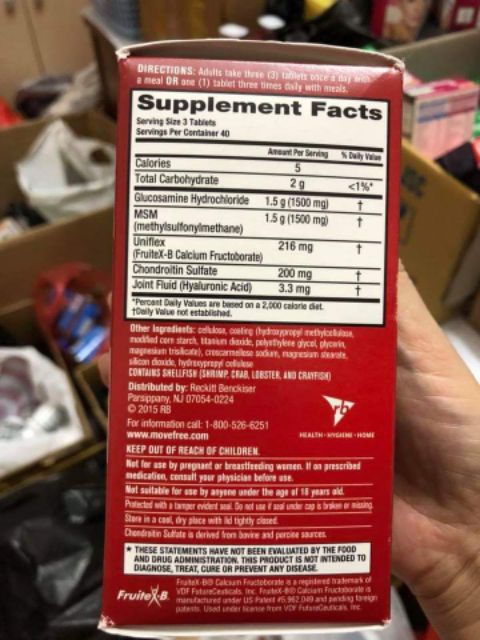 DIRECTIONS: Adults take three (3) tablets once a day with
a meal OR one (1) tablet three times daily with meals.
Supplement Facts
Serving Size 3 Tablets
Servings Per Container 40
Amount Per Serving % Daily Value
Calories 5
Total Carbohydrate 2 g <1%*
Glucosamine Hydrochloride 1.5 g (1500 mg) †
MSM 1.5 g (1500 mg) †
(methylsulfonylmethane)
Uniflex 216 mg †
(FruiteX-B Calcium Fructoborate)
Chondroitin Sulfate 200 mg †
Joint Fluid (Hyaluronic Acid) 3.3 mg †
*Percent Daily Values are based on a 2,000 calorie diet.
†Daily Value not established.
Other Ingredients: cellulose, coating (hydroxypropyl methylcellulose,
modified corn starch, titanium dioxide, polyethylene glycol, glycerin,
magnesium trisilicate), croscarmellose sodium, magnesium stearate,
silicon dioxide, hydroxypropyl cellulose
CONTAINS SHELLFISH (SHRIMP, CRAB, LOBSTER, AND CRAYFISH)
Distributed by: Reckitt Benckiser
Parsippany, NJ 07054-0224
© 2015 RB
For information call: 1-800-526-6251
www.movefree.com
rb
HEALTH • HYGIENE • HOME
KEEP OUT OF REACH OF CHILDREN.
Not for use by pregnant or breastfeeding women. If on prescribed
medication, consult your physician before use.
Not suitable for use by anyone under the age of 18 years old.
Protected with a tamper evident seal. Do not use if seal under cap is broken or missing.
Store in a cool, dry place with lid tightly closed.
Chondroitin Sulfate is derived from bovine and porcine sources.
* THESE STATEMENTS HAVE NOT BEEN EVALUATED BY THE FOOD
AND DRUG ADMINISTRATION. THIS PRODUCT IS NOT INTENDED TO
DIAGNOSE, TREAT, CURE OR PREVENT ANY DISEASE.
FruiteX-B
FruiteX-B® Calcium Fructoborate is a registered trademark of
VDF FutureCeuticals, Inc. FruiteX-B® Calcium Fructoborate is
manufactured under US Patent #5,962,049 and pending foreign
patents. Used under license from VDF FutureCeuticals, Inc.